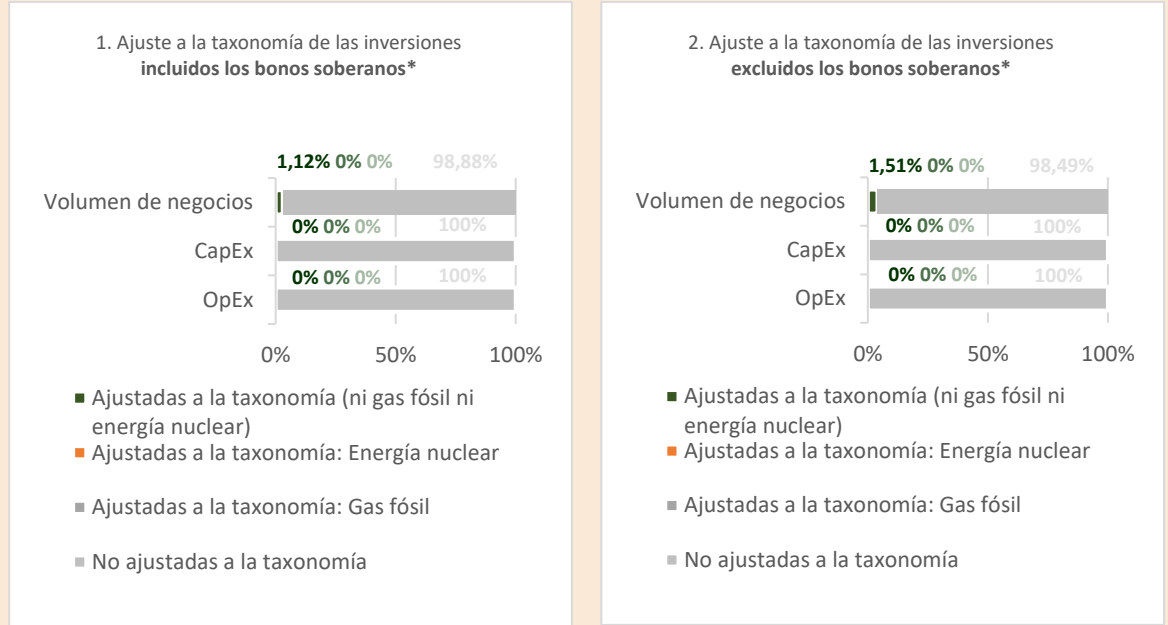 1. Ajuste a la taxonomía de las inversiones
incluidos los bonos soberanos*
1,12% 0% 0% 98,88%
Volumen de negocios
0% 0% 0% 100%
CapEx
0% 0% 0% 100%
OpEx
0% 50% 100%
Ajustadas a la taxonomía (ni gas fósil ni
energía nuclear)
Ajustadas a la taxonomía: Energía nuclear
Ajustadas a la taxonomía: Gas fósil
No ajustadas a la taxonomía
2. Ajuste a la taxonomía de las inversiones
excluidos los bonos soberanos*
1,51% 0% 0% 98,49%
Volumen de negocios
0% 0% 0% 100%
CapEx
0% 0% 0% 100%
OpEx
0% 50% 100%
Ajustadas a la taxonomía (ni gas fósil ni
energía nuclear)
Ajustadas a la taxonomía: Energía nuclear
Ajustadas a la taxonomía: Gas fósil
No ajustadas a la taxonomía